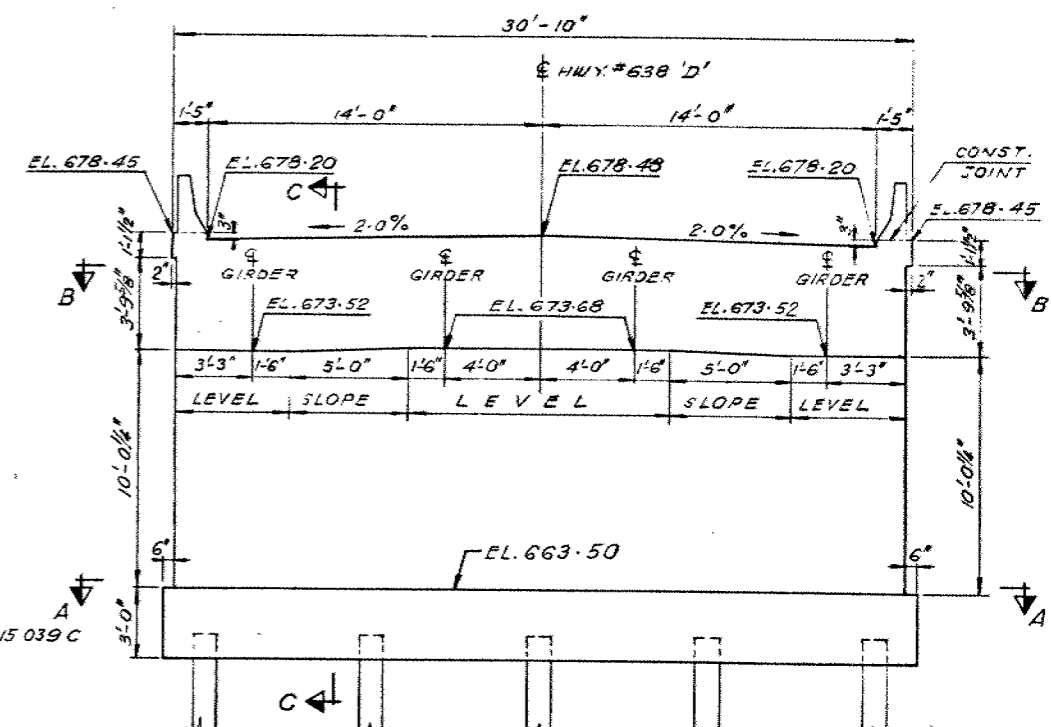 30'-10"
℄ HWY. #638 'D'
1'-5" 14'-0" 14'-0" 1'-5"
EL.678.45 EL.678.20 EL.678.48 EL.678.20 CONST. JOINT
C
EL.678.45
3" 2.0% 2.0% 3"
1'-1½" 1'-1½"
℄ GIRDER ℄ GIRDER ℄ GIRDER ℄ GIRDER
B 2" 2" B
3'-9⅝" 3'-9⅝"
EL.673.52 EL.673.68 EL.673.52
3'-3" 1'-6" 5'-0" 1'-6" 4'-0" 4'-0" 1'-6" 5'-0" 1'-6" 3'-3"
LEVEL SLOPE LEVEL SLOPE LEVEL
10'-0¼" 10'-0¼"
6" EL.663.50 6"
A A
15 039 C
3'-0"
C